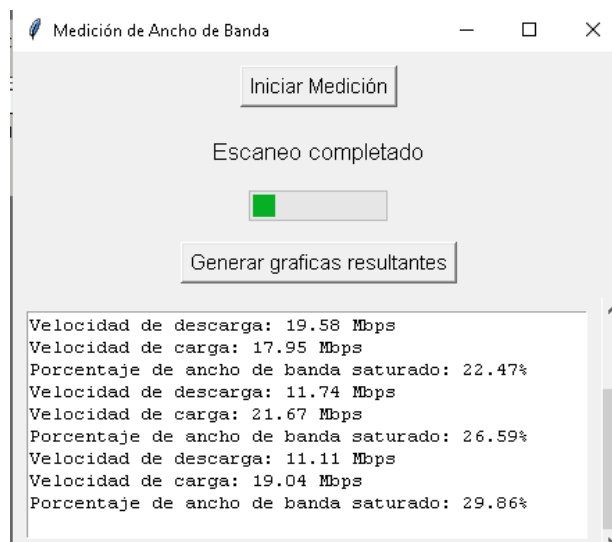 Medición de Ancho de Banda
Iniciar Medición
Escaneo completado
Generar graficas resultantes
Velocidad de descarga: 19.58 Mbps
Velocidad de carga: 17.95 Mbps
Porcentaje de ancho de banda saturado: 22.47%
Velocidad de descarga: 11.74 Mbps
Velocidad de carga: 21.67 Mbps
Porcentaje de ancho de banda saturado: 26.59%
Velocidad de descarga: 11.11 Mbps
Velocidad de carga: 19.04 Mbps
Porcentaje de ancho de banda saturado: 29.86%